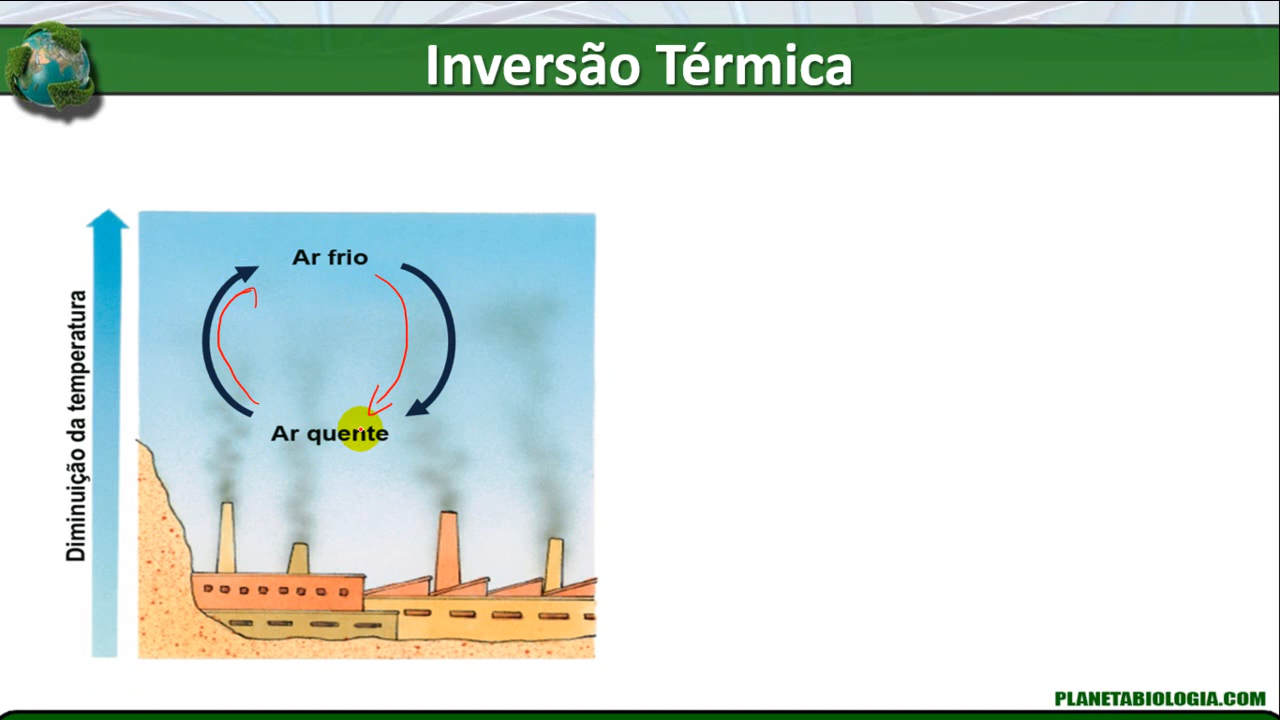 Inversão Térmica
Diminuição da temperatura
Ar frio
Ar quente
PLANETABIOLOGIA.COM